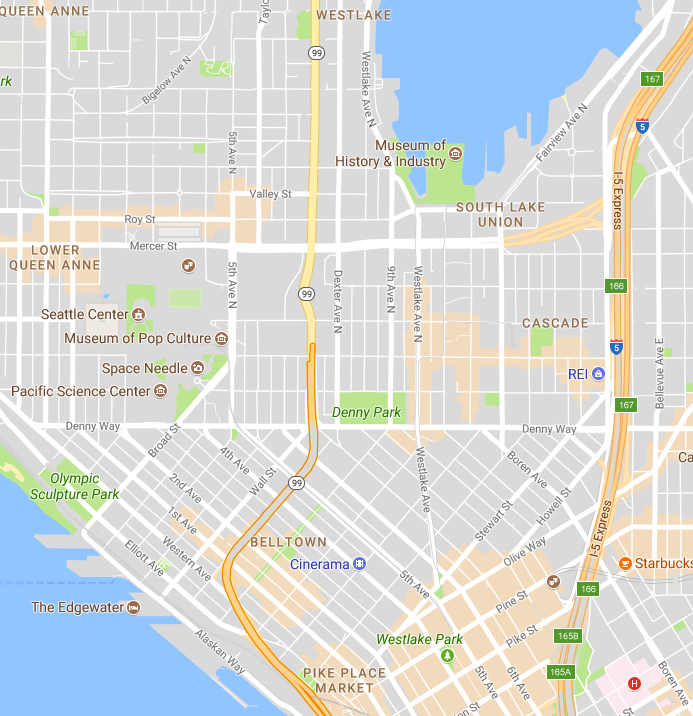 QUEEN ANNE
WESTLAKE
99
167
5
Bigelow Ave N
Westlake Ave N
rk
5th Ave N
Fairview Ave N
Museum of
History & Industry
I-5 Express
Valley St
SOUTH LAKE
UNION
Roy St
Mercer St
LOWER
QUEEN ANNE
5th Ave N
99
Dexter Ave N
9th Ave N
Westlake Ave N
166
Seattle Center
CASCADE
Museum of Pop Culture
5
Bellevue Ave E
Space Needle
REI
Pacific Science Center
167
Denny Park
Denny Way
Broad St
Denny Way
4th Ave
Ca
Boren Ave
Olympic
Sculpture Park
2nd Ave
Wall St
99
Westlake Ave
Howell St
Stewart St
1st Ave
I-5 Express
BELLTOWN
Western Ave
Elliott Ave
Olive Way
Cinerama
Starbucks
5th Ave
166
The Edgewater
Pine St
Pike St
165B
Westlake Park
Alaskan Way
165A
PIKE PLACE
MARKET
5th Ave
6th Ave
Boren Ave
H
on St
St